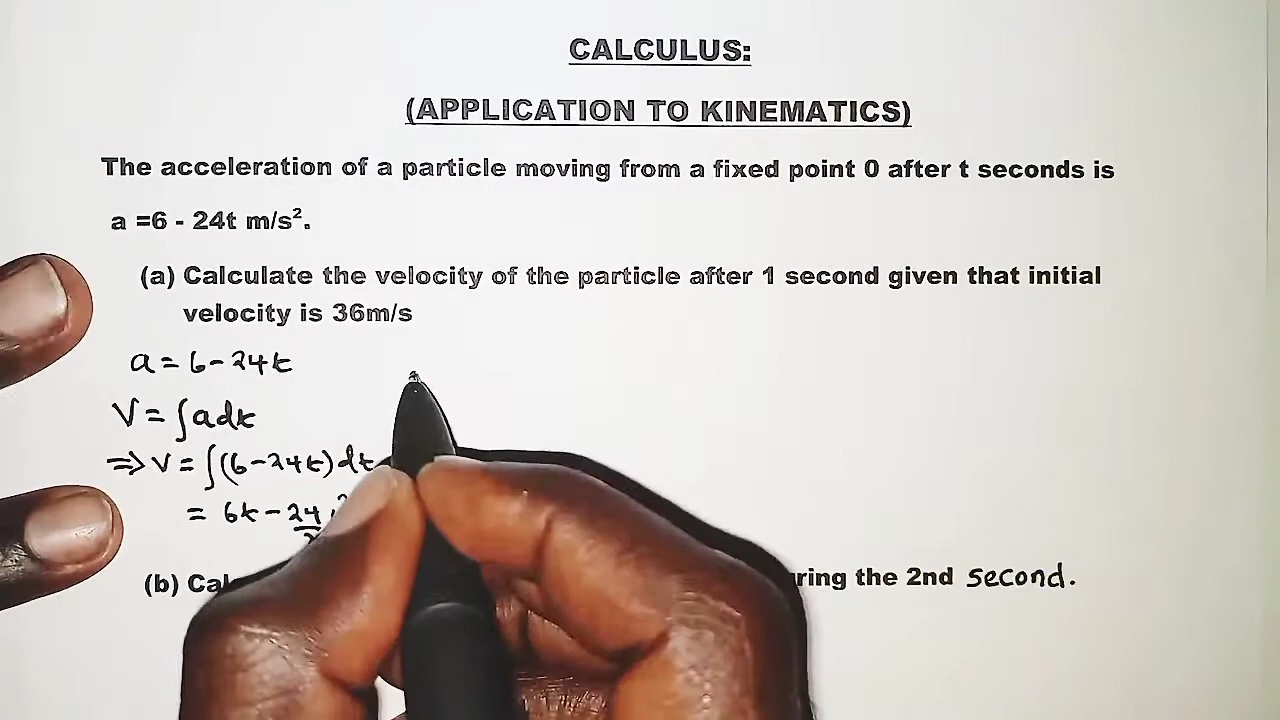 CALCULUS:
(APPLICATION TO KINEMATICS)
The acceleration of a particle moving from a fixed point 0 after t seconds is
a =6 - 24t m/s².
(a) Calculate the velocity of the particle after 1 second given that initial
velocity is 36m/s
a = 6 - 24t
V = ∫adt
⇒ V = ∫(6-24t)dt
= 6t - 24/2
(b) the 2nd second.